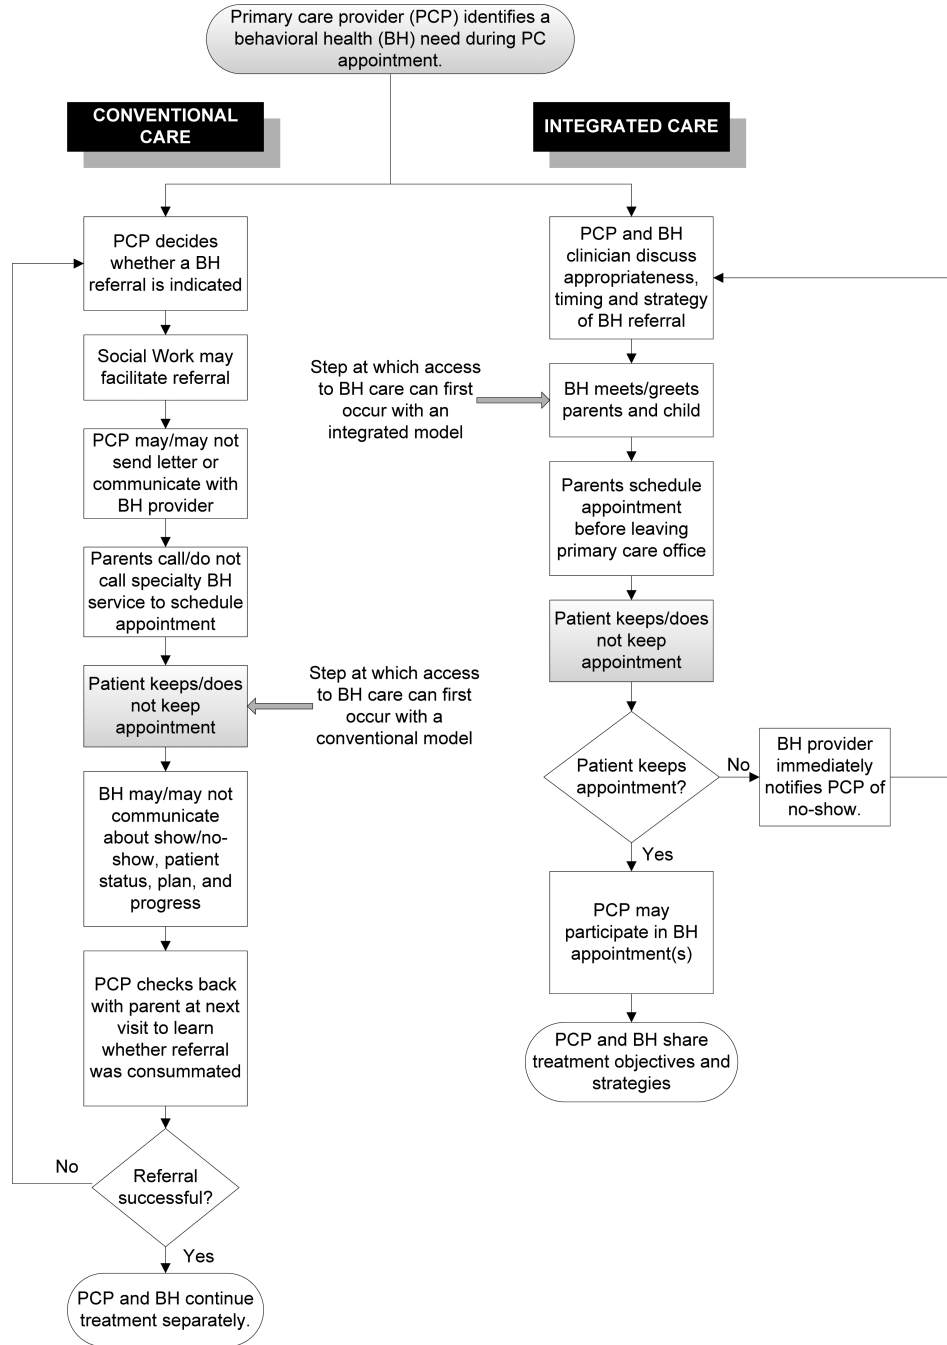 Primary care provider (PCP) identifies a
behavioral health (BH) need during PC
appointment.
CONVENTIONAL
CARE
PCP decides
whether a BH
referral is indicated
Social Work may
facilitate referral
PCP may/may not
send letter or
communicate with
BH provider
Parents call/do not
call specialty BH
service to schedule
appointment
Patient keeps/does
not keep
appointment
Step at which access
to BH care can first
occur with a
conventional model
BH may/may not
communicate
about show/no-
show, patient
status, plan, and
progress
PCP checks back
with parent at next
visit to learn
whether referral
was consummated
Referral
successful?
No
Yes
PCP and BH continue
treatment separately.
INTEGRATED CARE
PCP and BH
clinician discuss
appropriateness,
timing and strategy
of BH referral
Step at which access
to BH care can first
occur with an
integrated model
BH meets/greets
parents and child
Parents schedule
appointment
before leaving
primary care office
Patient keeps/does
not keep
appointment
Patient keeps
appointment?
No
BH provider
immediately
notifies PCP of
no-show.
Yes
PCP may
participate in BH
appointment(s)
PCP and BH share
treatment objectives and
strategies